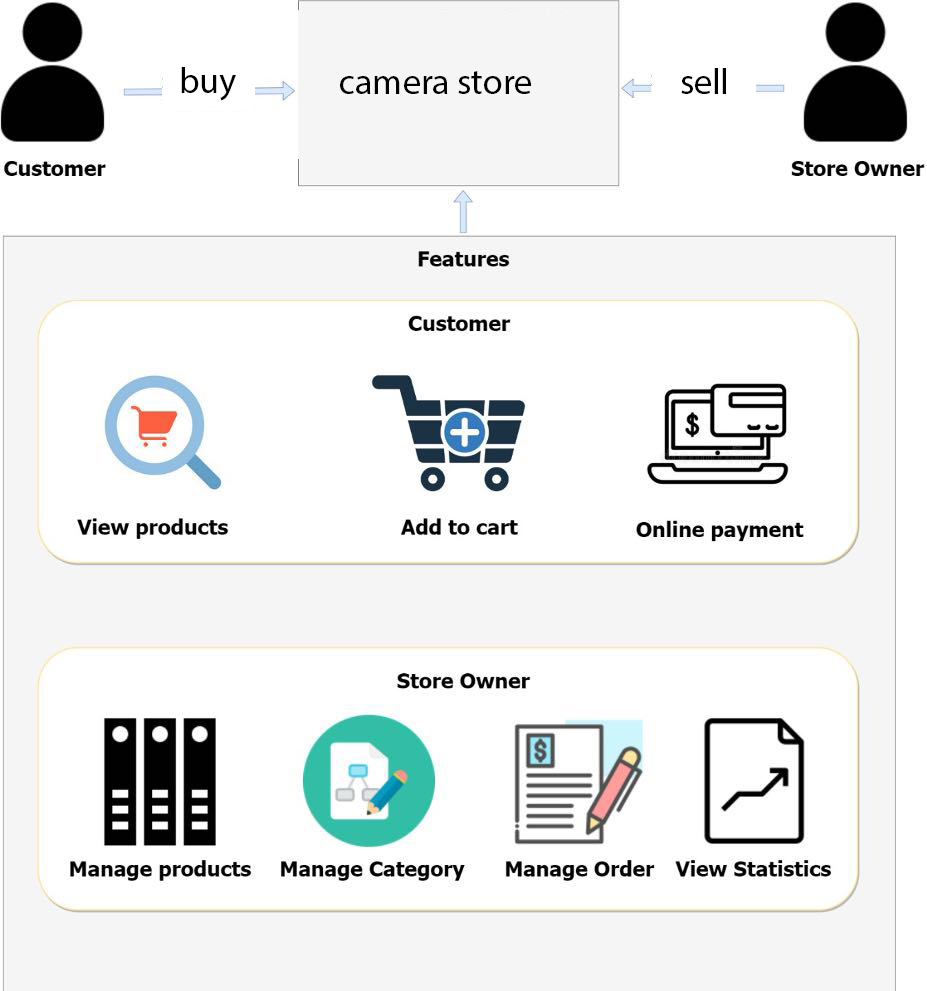 buy
camera store
sell
Customer
Store Owner
Features
Customer
$
View products
Add to cart
Online payment
Store Owner
$
Manage products
Manage Category
Manage Order
View Statistics